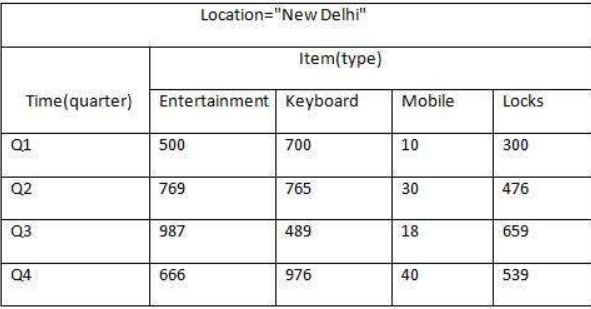 Location="New Delhi"
Item(type)
Time(quarter) Entertainment Keyboard Mobile Locks
Q1 500 700 10 300
Q2 769 765 30 476
Q3 987 489 18 659
Q4 666 976 40 539